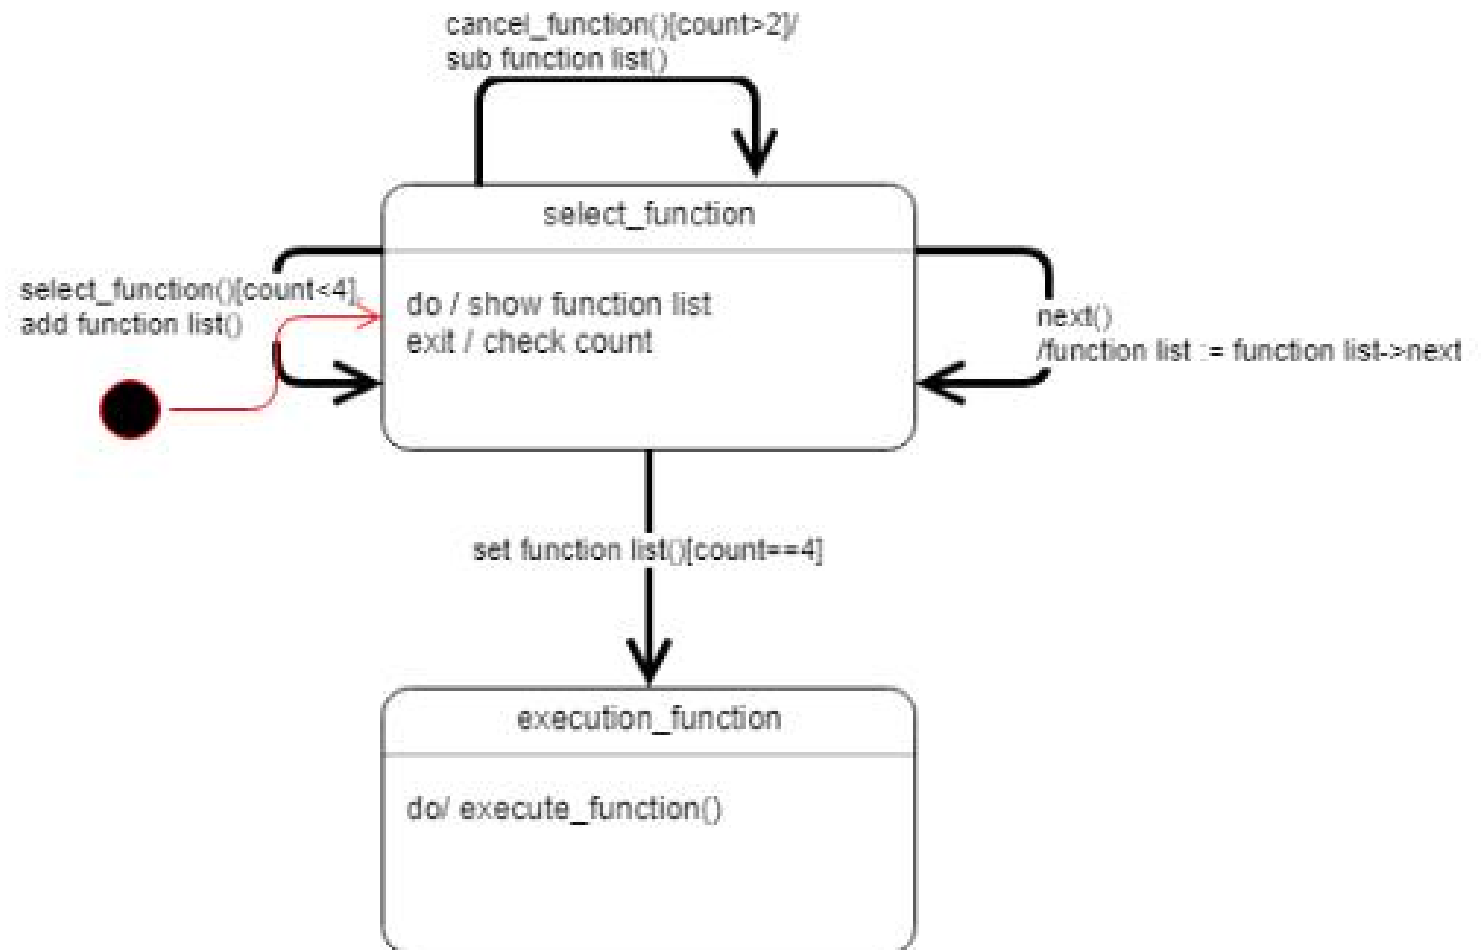 cancel_function()[count>2]/
sub function list()
select_function
select_function()[count<4]
add function list()
do / show function list
exit / check count
next()
/function list := function list->next
set function list()[count==4]
execution_function
do/ execute_function()